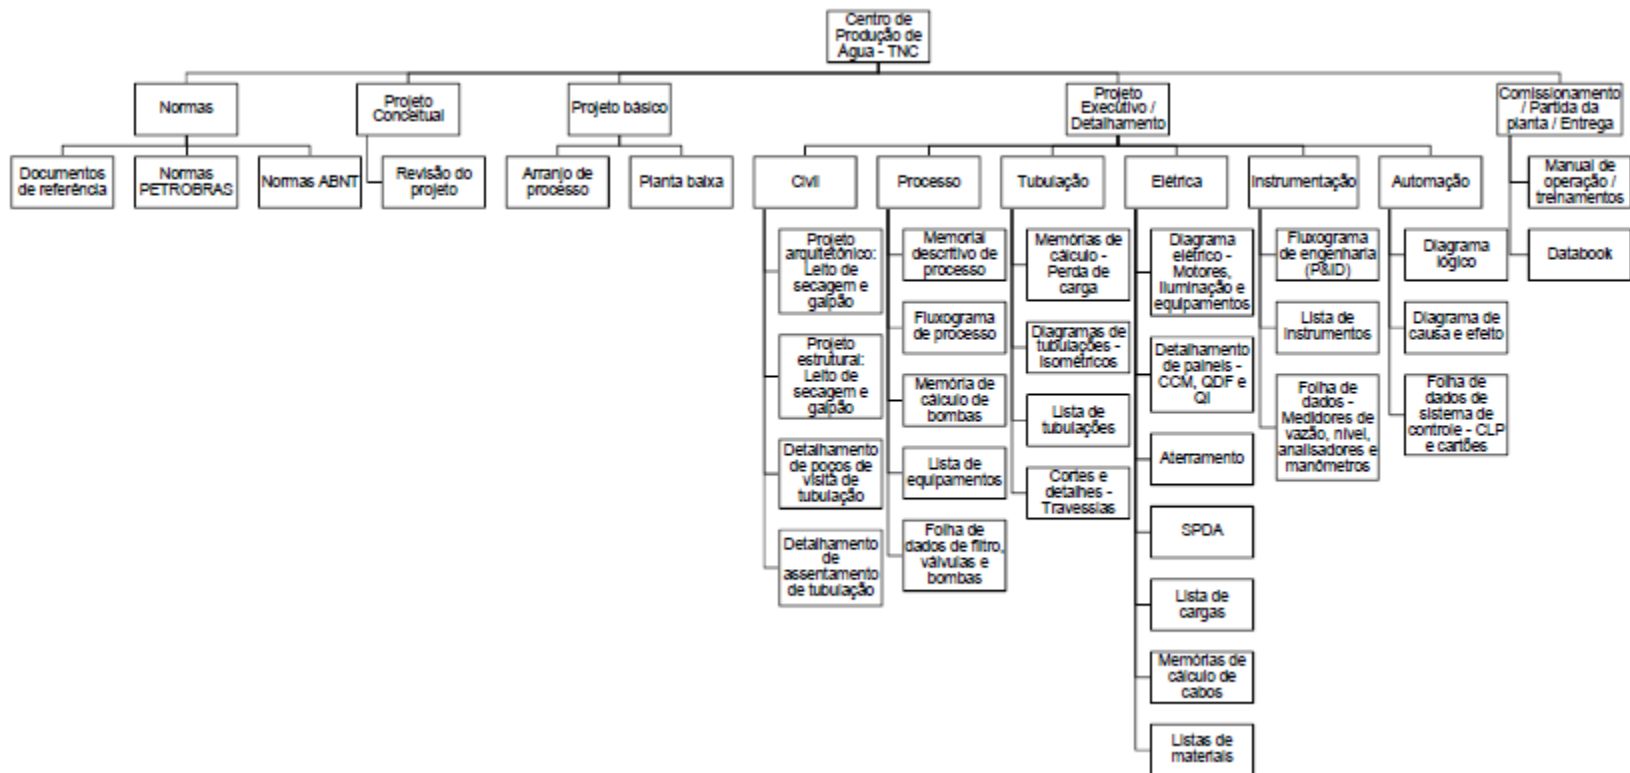 Centro de
Produção de
Água - TNC
Normas
Projeto
Conceitual
Projeto básico
Projeto
Executivo /
Detalhamento
Comissionamento
/ Partida da
planta / Entrega
Documentos
de referência
Normas
PETROBRAS
Normas ABNT
Revisão do
projeto
Arranjo de
processo
Planta baixa
Civil
Processo
Tubulação
Elétrica
Instrumentação
Automação
Manual de
operação /
treinamentos
Databook
Projeto
arquitetônico:
Leito de
secagem e
galpão
Projeto
estrutural:
Leito de
secagem e
galpão
Detalhamento
de poços de
visita de
tubulação
Detalhamento
de
assentamento
de tubulação
Memorial
descritivo de
processo
Fluxograma
de processo
Memória de
cálculo de
bombas
Lista de
equipamentos
Folha de
dados de filtro,
válvulas e
bombas
Memórias de
cálculo -
Perda de
carga
Diagramas de
tubulações -
Isométricos
Lista de
tubulações
Cortes e
detalhes -
Travessias
Diagrama
elétrico -
Motores,
iluminação e
equipamentos
Detalhamento
de painéis -
CCM, QDF e
QI
Aterramento
SPDA
Lista de
cargas
Memórias de
cálculo de
cabos
Listas de
materiais
Fluxograma
de engenharia
(P&ID)
Lista de
Instrumentos
Folha de
dados -
Medidores de
vazão, nível,
analisadores e
manômetros
Diagrama
lógico
Diagrama de
causa e efeito
Folha de
dados de
sistema de
controle - CLP
e cartões